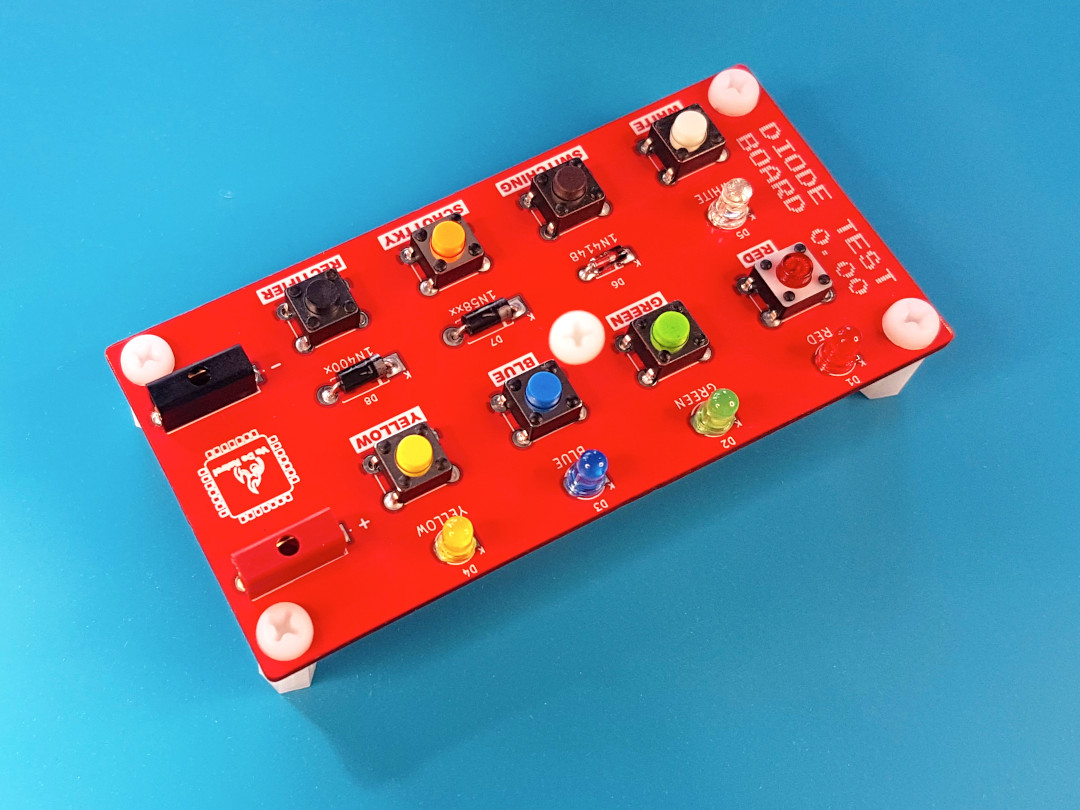 DIODE TEST
BOARD 0.00
WHITE
WHITE
K
D5
SWITCHING
1N4148
K
D6
SCHOTTKY
1N58xx
K
D7
RECTIFIER
1N400x
K
D8
RED
RED
K
D1
GREEN
GREEN
K
D2
BLUE
BLUE
K
D3
YELLOW
YELLOW
K
D4
-
+